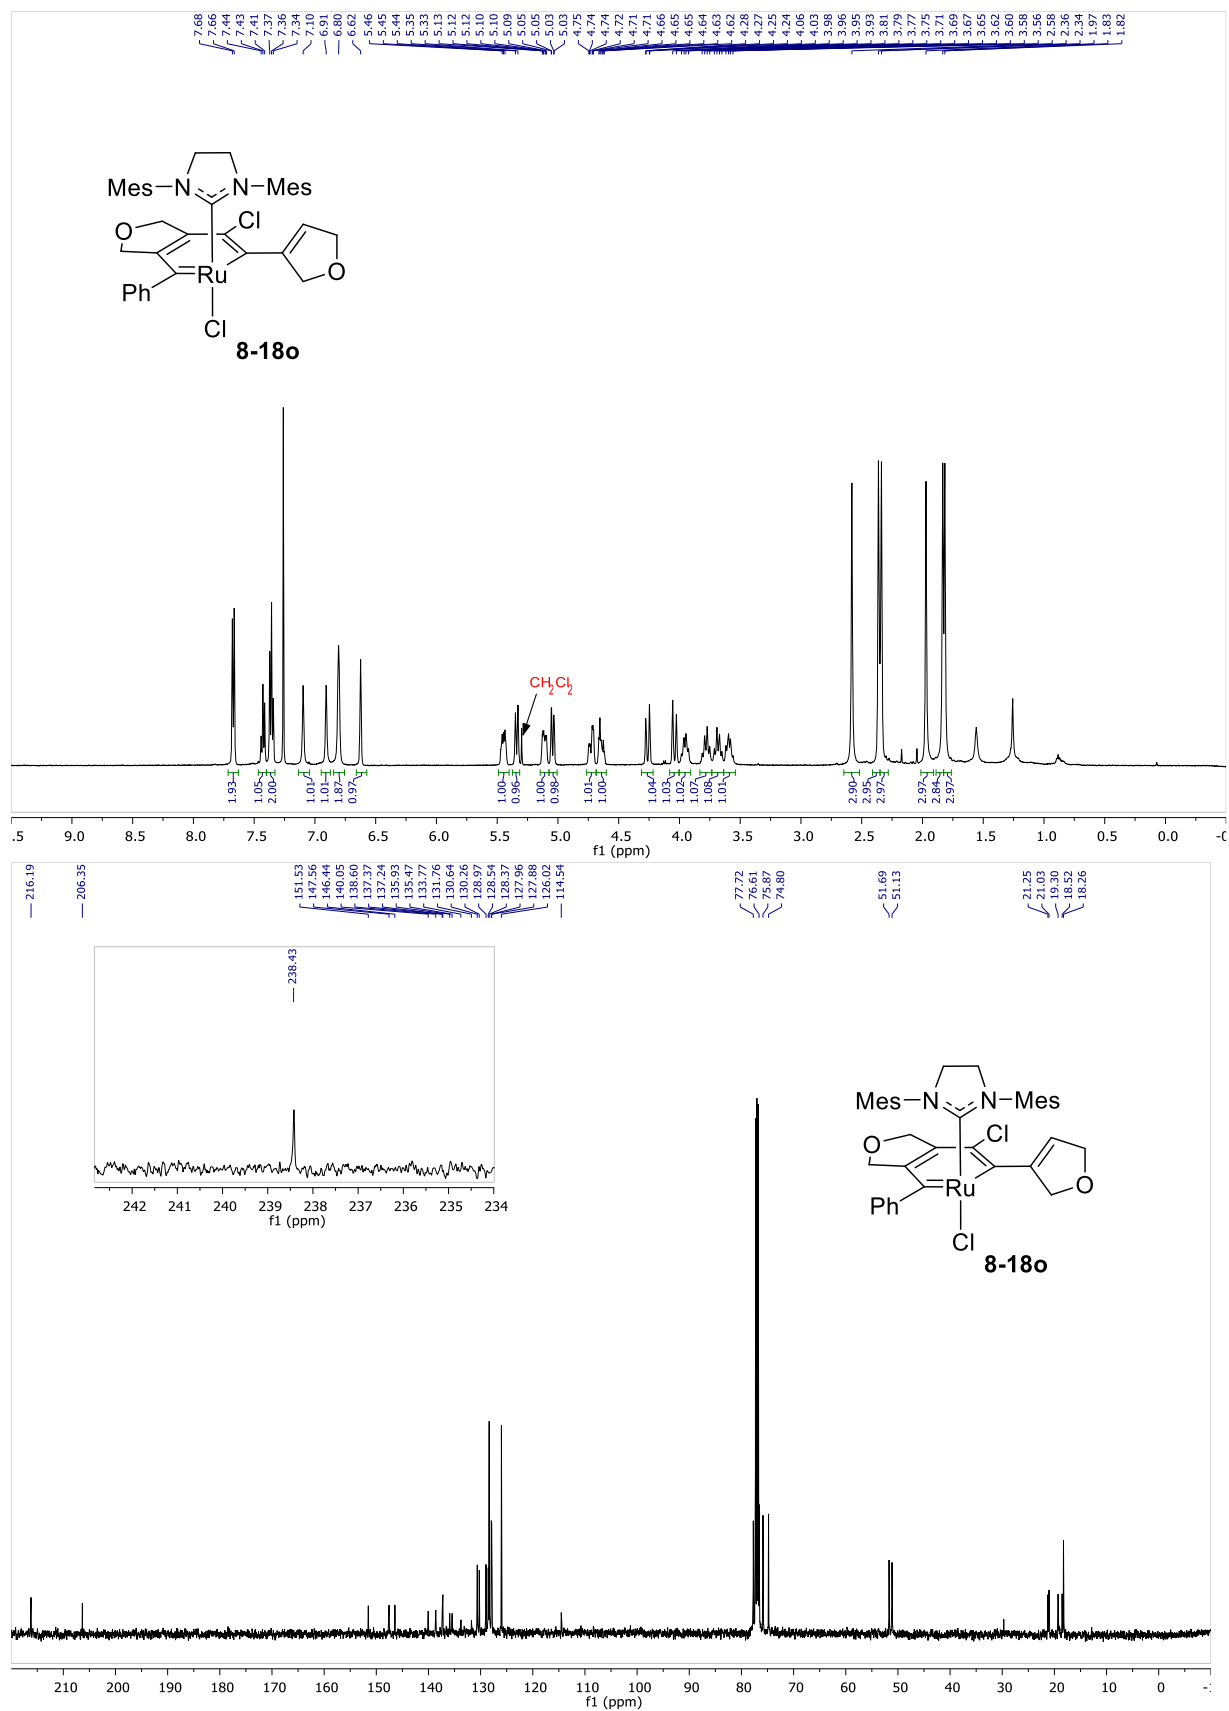 7.68 7.66 7.44 7.43 7.41 7.37 7.36 7.34 7.10 6.91 6.80 6.62 5.46 5.45 5.44 5.35 5.33 5.13 5.12 5.12 5.10 5.10 5.09 5.05 5.05 5.03 5.03 4.75 4.74 4.74 4.72 4.71 4.71 4.66 4.65 4.65 4.64 4.63 4.62 4.28 4.27 4.25 4.24 4.06 4.03 3.98 3.96 3.95 3.93 3.81 3.79 3.77 3.75 3.71 3.69 3.67 3.65 3.62 3.60 3.58 3.56 2.58 2.36 2.34 1.97 1.83 1.82
Mes N N Mes
O Cl
O
Ru
Ph
Cl
8-18o
CH2Cl2
1.93 1.05 2.00 1.01 1.01 1.87 0.97 1.00 0.96 1.00 0.98 1.01 1.00 1.04 1.03 1.02 1.07 1.08 1.01 2.90 2.95 2.97 2.97 2.84 2.97
.5 9.0 8.5 8.0 7.5 7.0 6.5 6.0 5.5 5.0 4.5 4.0 3.5 3.0 2.5 2.0 1.5 1.0 0.5 0.0 -0
f1 (ppm)
216.19 206.35 151.53 147.56 146.44 140.05 138.60 137.37 137.24 135.93 135.47 133.77 131.76 130.64 130.26 128.97 128.54 128.37 127.96 127.88 126.02 114.54 77.72 76.61 75.87 74.80 51.69 51.13 21.25 21.03 19.30 18.52 18.26
238.43
242 241 240 239 238 237 236 235 234
f1 (ppm)
Mes N N Mes
O Cl
O
Ru
Ph
Cl
8-18o
210 200 190 180 170 160 150 140 130 120 110 100 90 80 70 60 50 40 30 20 10 0 -1
f1 (ppm)